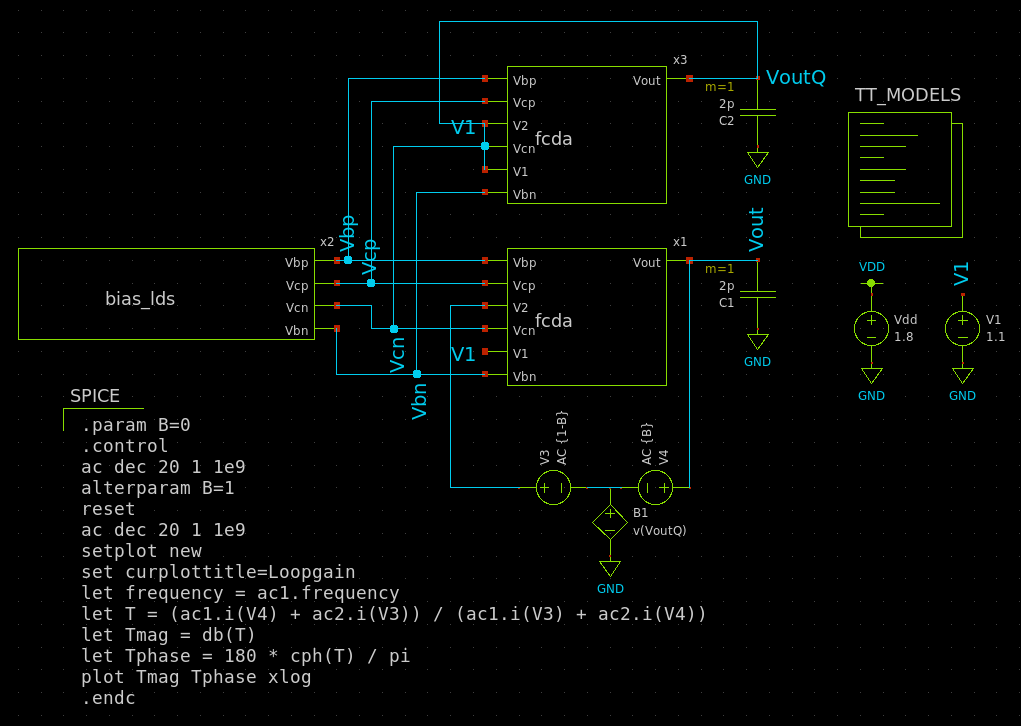 x3
Vbp
Vcp
V2
Vcn
V1
Vbn
fcda
Vout
V1
VoutQ
m=1
2p
C2
GND
TT_MODELS
x2
Vbp
Vcp
Vcn
Vbn
bias_lds
Vbp
Vcp
Vcn
Vbn
x1
Vbp
Vcp
V2
Vcn
V1
Vbn
fcda
Vout
V1
Vout
m=1
2p
C1
GND
VDD
Vdd
1.8
GND
V1
V1
1.1
GND
V3
AC {1-B}
AC {B}
V4
B1
v(VoutQ)
GND
SPICE
.param B=0
.control
ac dec 20 1 1e9
alterparam B=1
reset
ac dec 20 1 1e9
setplot new
set curplottitle=Loopgain
let frequency = ac1.frequency
let T = (ac1.i(V4) + ac2.i(V3)) / (ac1.i(V3) + ac2.i(V4))
let Tmag = db(T)
let Tphase = 180 * cph(T) / pi
plot Tmag Tphase xlog
.endc